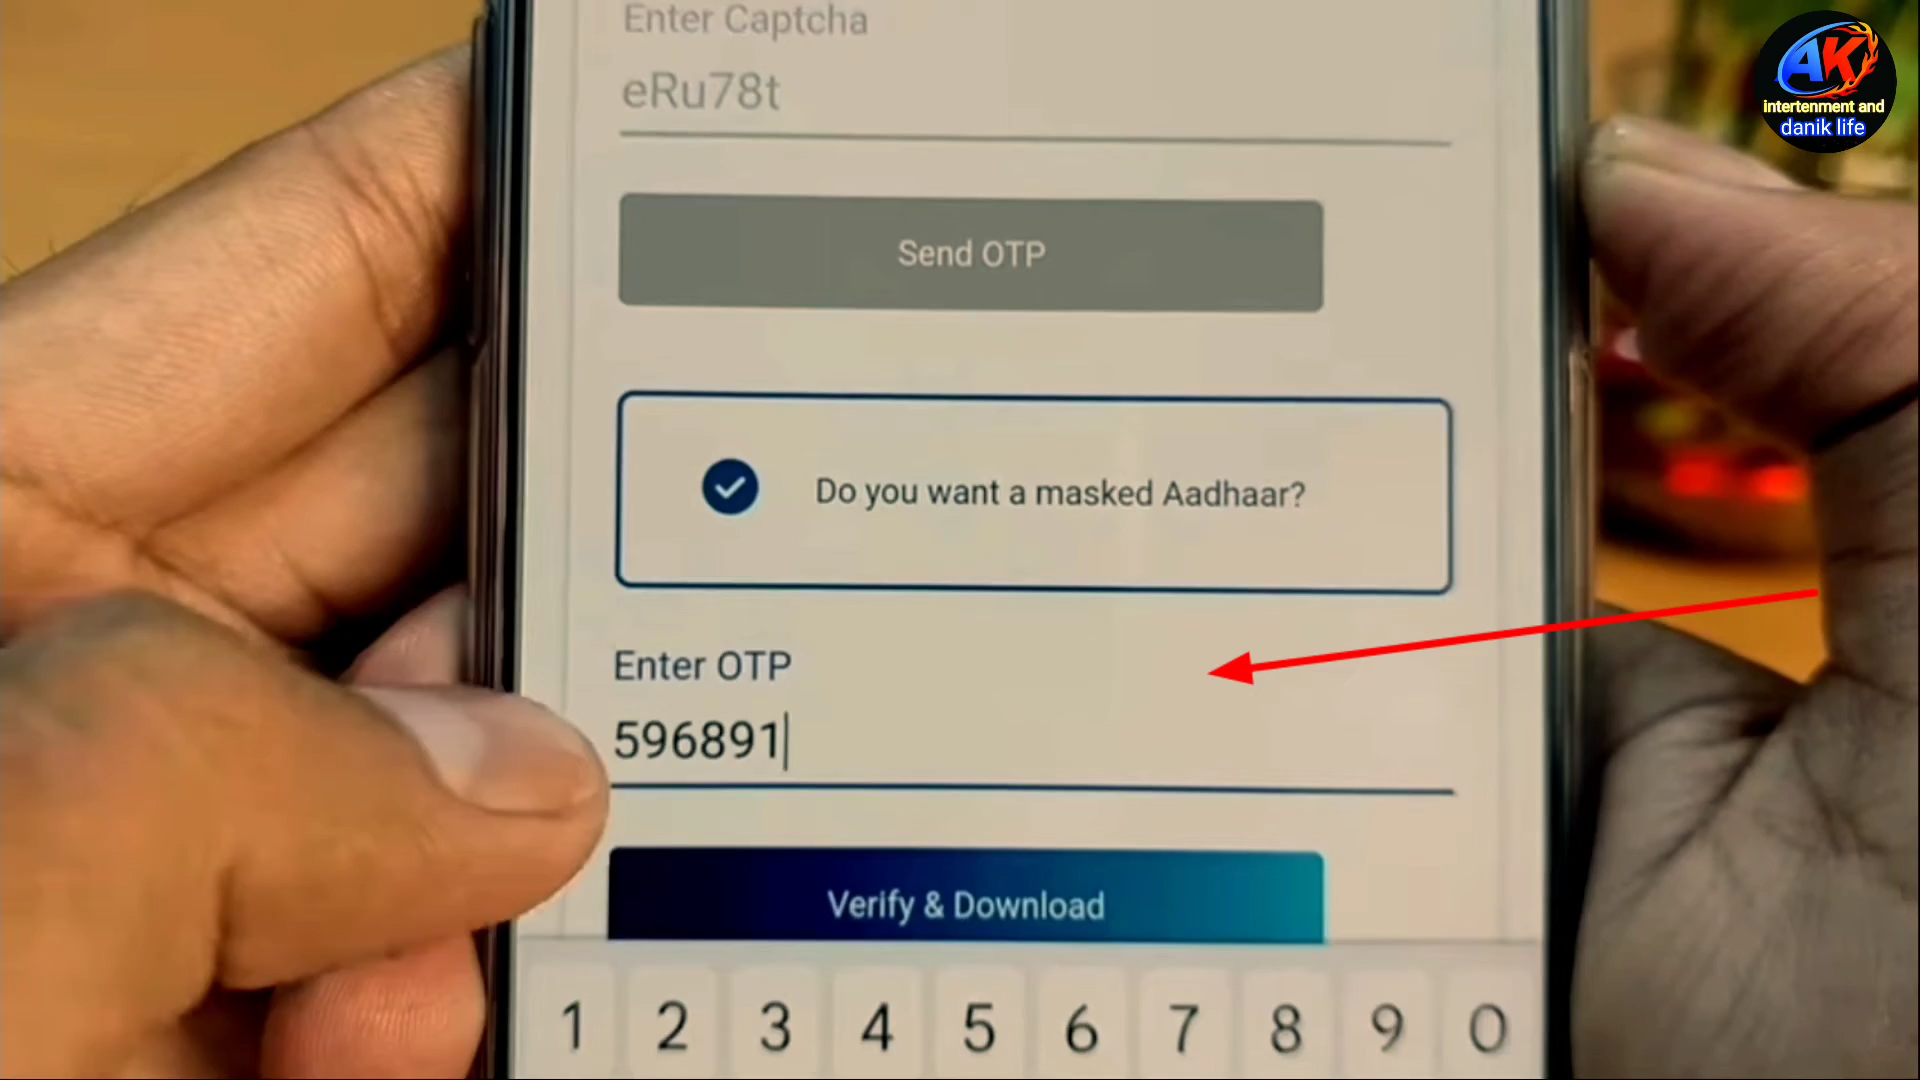 Enter Captcha
eRu78t
Send OTP
Do you want a masked Aadhaar?
Enter OTP
596891
Verify & Download
1 2 3 4 5 6 7 8 9 0
AK
intertenment and
danik life